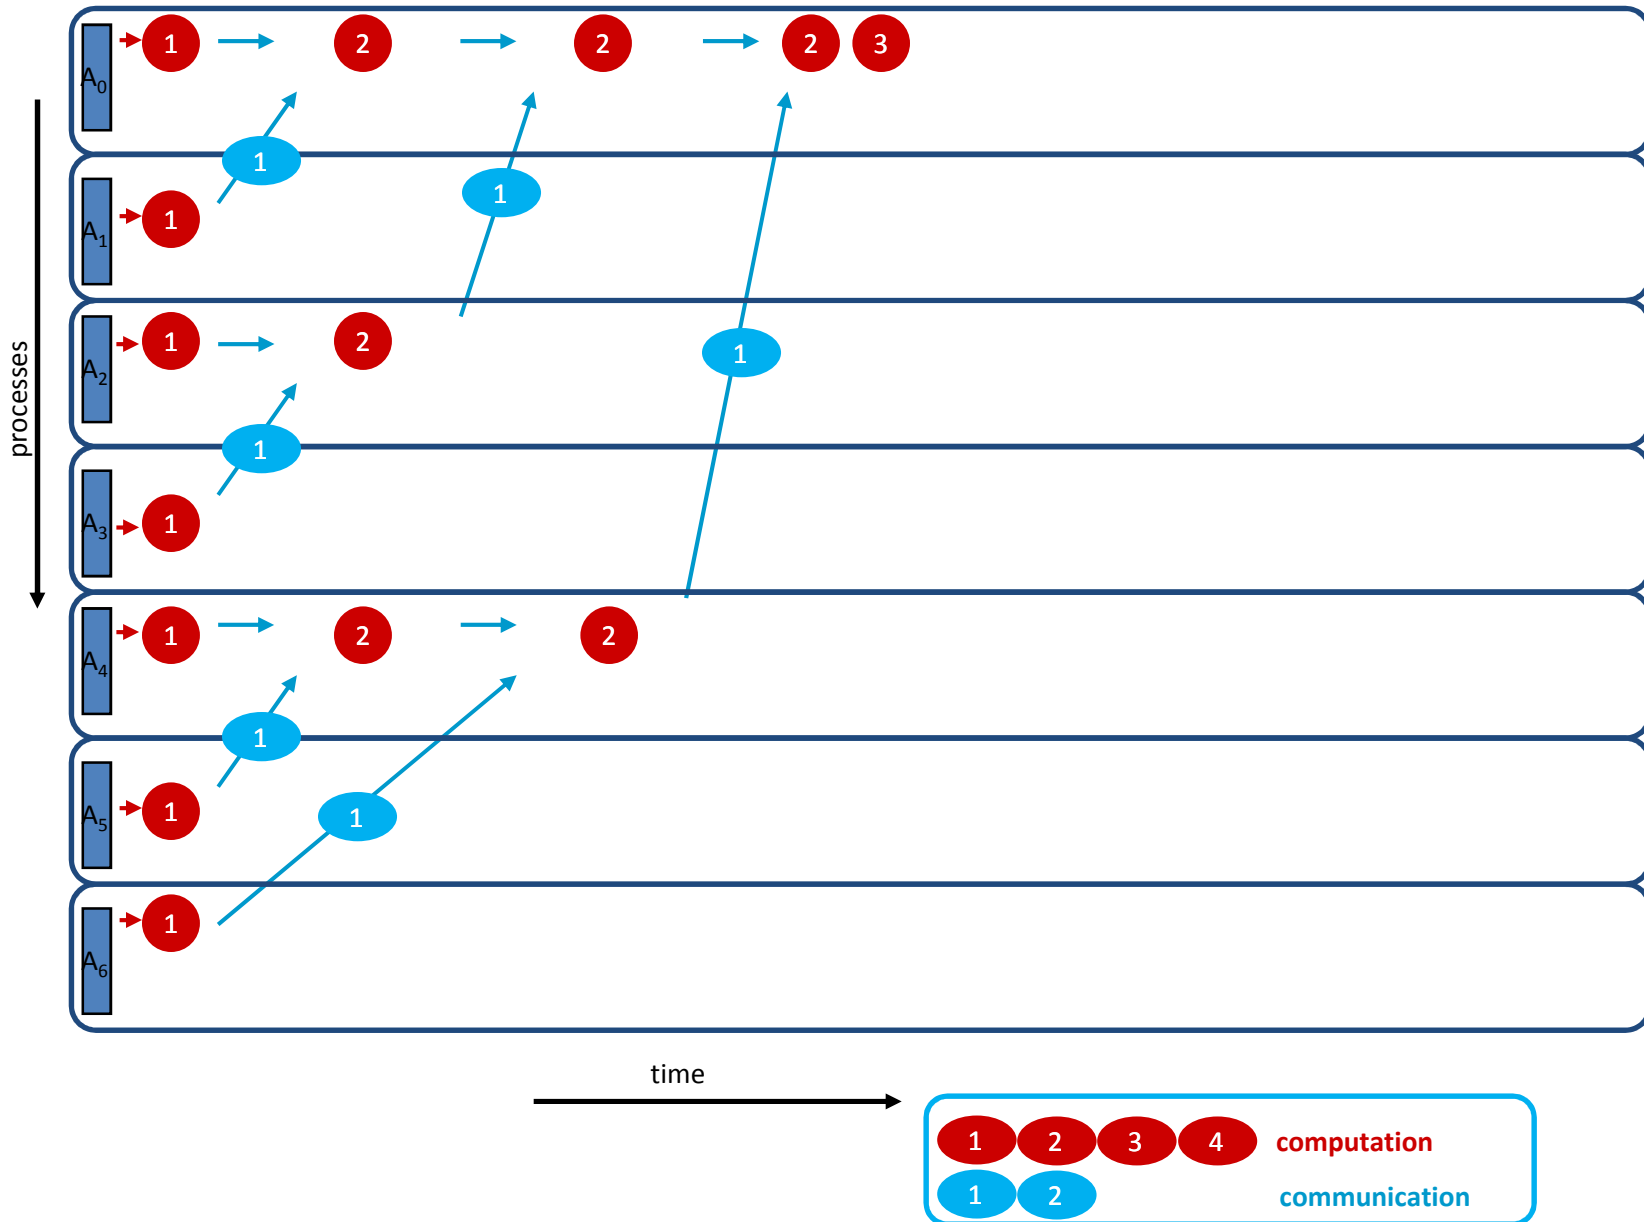 A0 1 2 2 2 3
1
A1 1 1
A2 1 2
1
processes
1
A3 1
A4 1 2 2
1
A5 1 1
A6 1
time
1 2 3 4 computation
1 2 communication